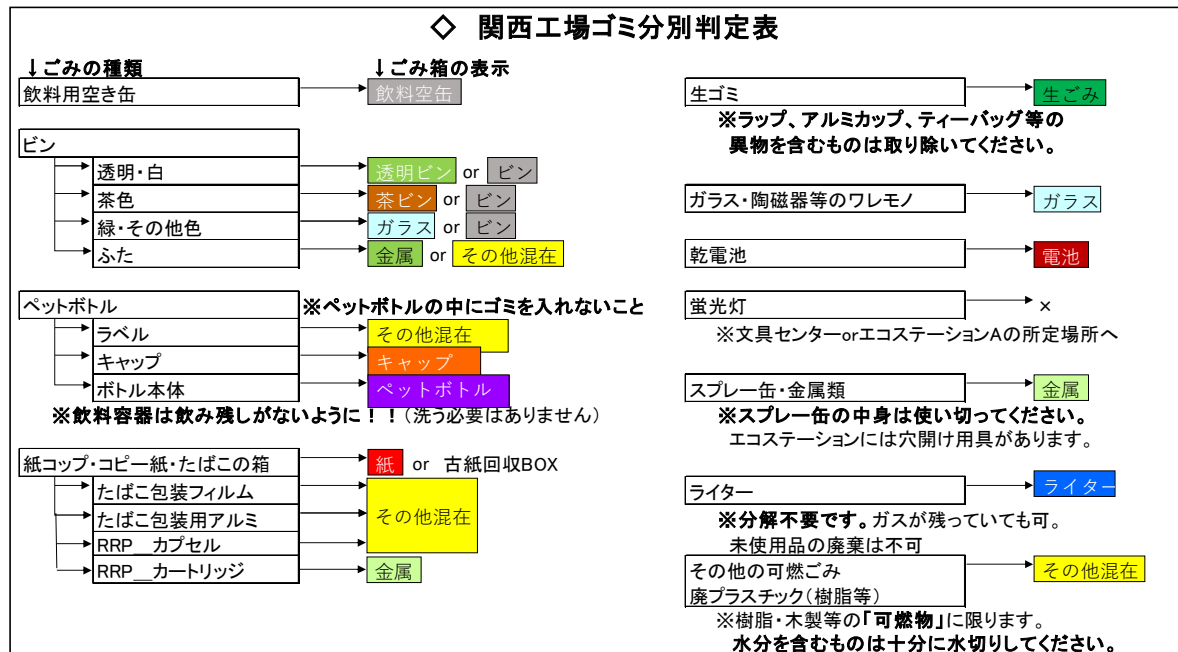 ◇ 関西工場ゴミ分別判定表
↓ごみの種類
↓ごみ箱の表示
飲料用空き缶
飲料空缶
ビン
透明・白
透明ビン or ビン
茶色
茶ビン or ビン
緑・その他色
ガラス or ビン
ふた
金属 or その他混在
ペットボトル
※ペットボトルの中にゴミを入れないこと
ラベル
その他混在
キャップ
キャップ
ボトル本体
ペットボトル
※飲料容器は飲み残しがないように！！(洗う必要はありません)
紙コップ・コピー紙・たばこの箱
紙 or 古紙回収BOX
たばこ包装フィルム
たばこ包装用アルミ
その他混在
RRP__カプセル
RRP__カートリッジ
金属
生ゴミ
生ごみ
※ラップ、アルミカップ、ティーバッグ等の
異物を含むものは取り除いてください。
ガラス・陶磁器等のワレモノ
ガラス
乾電池
電池
蛍光灯
×
※文具センターorエコステーションAの所定場所へ
スプレー缶・金属類
金属
※スプレー缶の中身は使い切ってください。
エコステーションには穴開け用具があります。
ライター
ライター
※分解不要です。ガスが残っていても可。
未使用品の廃棄は不可
その他の可燃ごみ
その他混在
廃プラスチック(樹脂等)
※樹脂・木製等の「可燃物」に限ります。
水分を含むものは十分に水切りしてください。